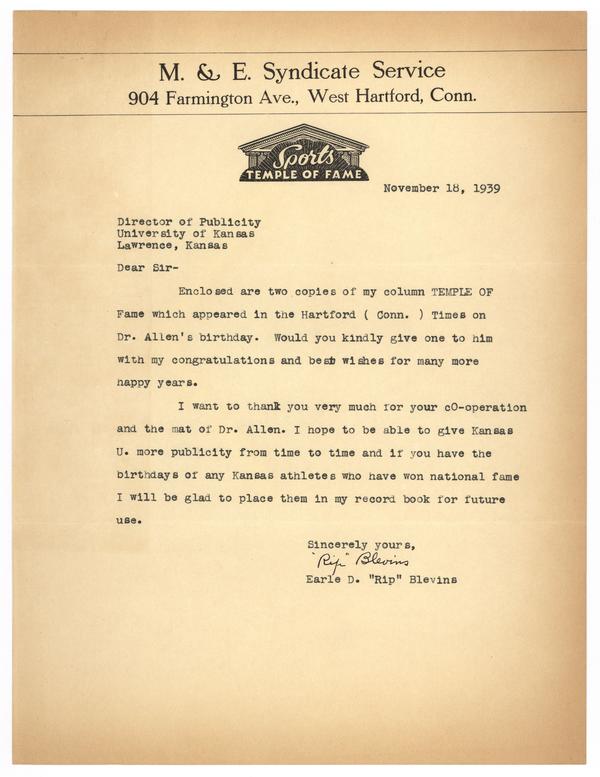 M. & E. Syndicate Service
904 Farmington Ave., West Hartford, Conn.
Sports
TEMPLE OF FAME
November 18, 1939
Director of Publicity
University of Kansas
Lawrence, Kansas
Dear Sir-
Enclosed are two copies of my column TEMPLE OF
Fame which appeared in the Hartford ( Conn. ) Times on
Dr. Allen's birthday. Would you kindly give one to him
with my congratulations and best wishes for many more
happy years.
I want to thank you very much for your cO-operation
and the mat of Dr. Allen. I hope to be able to give Kansas
U. more publicity from time to time and if you have the
birthdays of any Kansas athletes who have won national fame
I will be glad to place them in my record book for future
use.
Sincerely yours,
"Rip" Blevins
Earle D. "Rip" Blevins